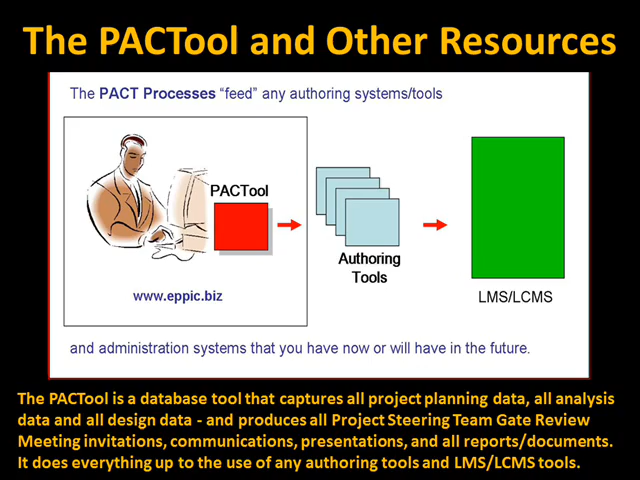 The PACTool and Other Resources
The PACT Processes “feed” any authoring systems/tools
PACTool
Authoring
Tools
www.eppic.biz
LMS/LCMS
and administration systems that you have now or will have in the future.
The PACTool is a database tool that captures all project planning data, all analysis
data and all design data - and produces all Project Steering Team Gate Review
Meeting invitations, communications, presentations, and all reports/documents.
It does everything up to the use of any authoring tools and LMS/LCMS tools.